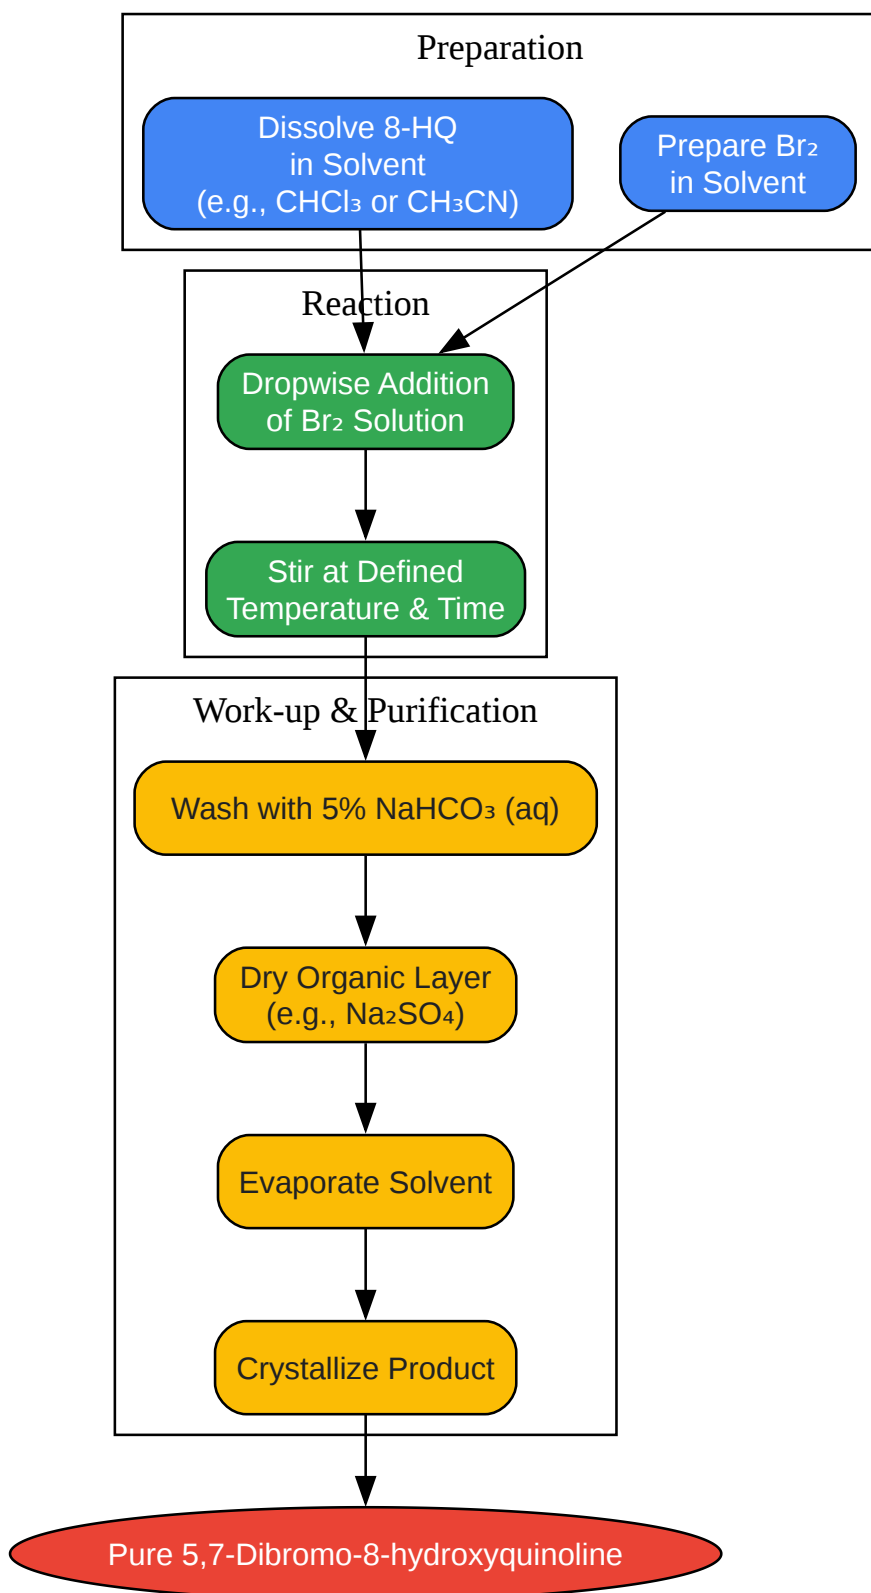 Preparation
Dissolve 8-HQ
in Solvent
(e.g., CHCl₃ or CH₃CN)
Prepare Br₂
in Solvent
Reaction
Dropwise Addition
of Br₂ Solution
Stir at Defined
Temperature & Time
Work-up & Purification
Wash with 5% NaHCO₃ (aq)
Dry Organic Layer
(e.g., Na₂SO₄)
Evaporate Solvent
Crystallize Product
Pure 5,7-Dibromo-8-hydroxyquinoline